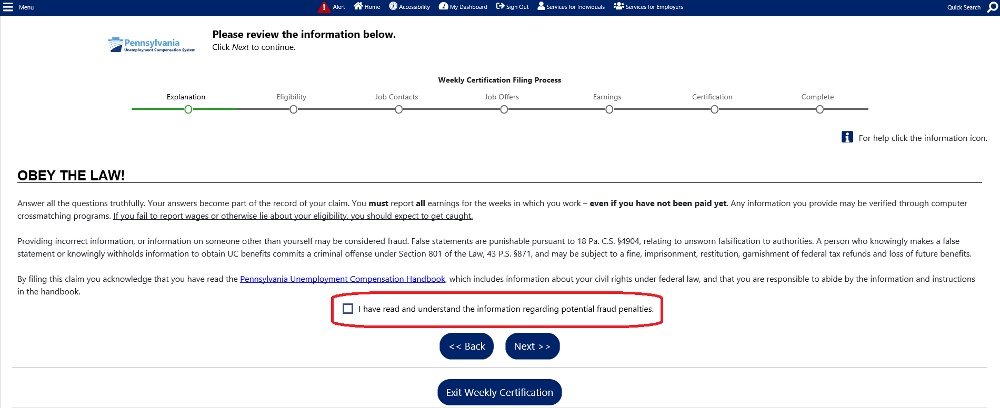 Menu
Alert Home Accessibility My Dashboard Sign Out Services for Individuals Services for Employers
Quick Search
Pennsylvania
Unemployment Compensation System
Please review the information below.
Click Next to continue.
Weekly Certification Filing Process
Explanation Eligibility Job Contacts Job Offers Earnings Certification Complete
For help click the information icon.
OBEY THE LAW!
Answer all the questions truthfully. Your answers become part of the record of your claim. You must report all earnings for the weeks in which you work – even if you have not been paid yet. Any information you provide may be verified through computer
crossmatching programs. If you fail to report wages or otherwise lie about your eligibility, you should expect to get caught.
Providing incorrect information, or information on someone other than yourself may be considered fraud. False statements are punishable pursuant to 18 Pa. C.S. §4904, relating to unsworn falsification to authorities. A person who knowingly makes a false
statement or knowingly withholds information to obtain UC benefits commits a criminal offense under Section 801 of the Law, 43 P.S. §871, and may be subject to a fine, imprisonment, restitution, garnishment of federal tax refunds and loss of future benefits.
By filing this claim you acknowledge that you have read the Pennsylvania Unemployment Compensation Handbook, which includes information about your civil rights under federal law, and that you are responsible to abide by the information and instructions
in the handbook.
I have read and understand the information regarding potential fraud penalties.
<< Back Next >>
Exit Weekly Certification